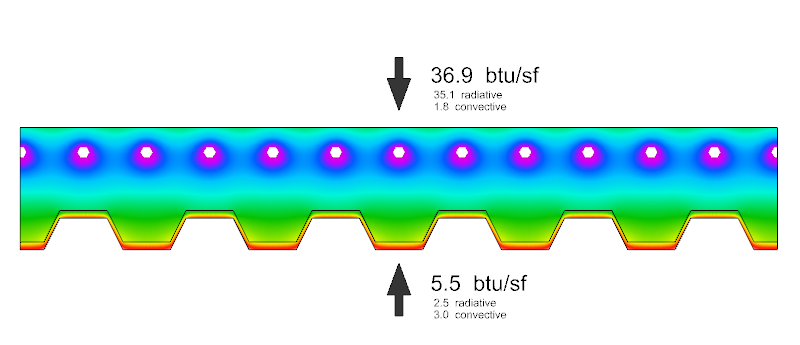 36.9 btu/sf
35.1 radiative
1.8 convective
5.5 btu/sf
2.5 radiative
3.0 convective